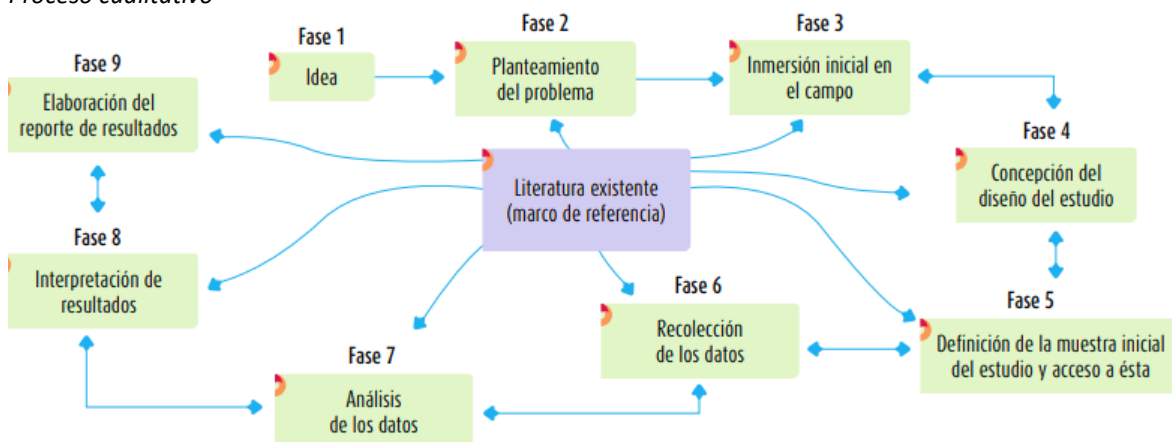 Proceso cualitativo
Fase 1
Idea
Fase 2
Planteamiento
del problema
Fase 3
Inmersión inicial en
el campo
Fase 4
Concepción del
diseño del estudio
Fase 5
Definición de la muestra inicial
del estudio y acceso a ésta
Fase 6
Recolección
de los datos
Fase 7
Análisis
de los datos
Fase 8
Interpretación de
resultados
Fase 9
Elaboración del
reporte de resultados
Literatura existente
(marco de referencia)